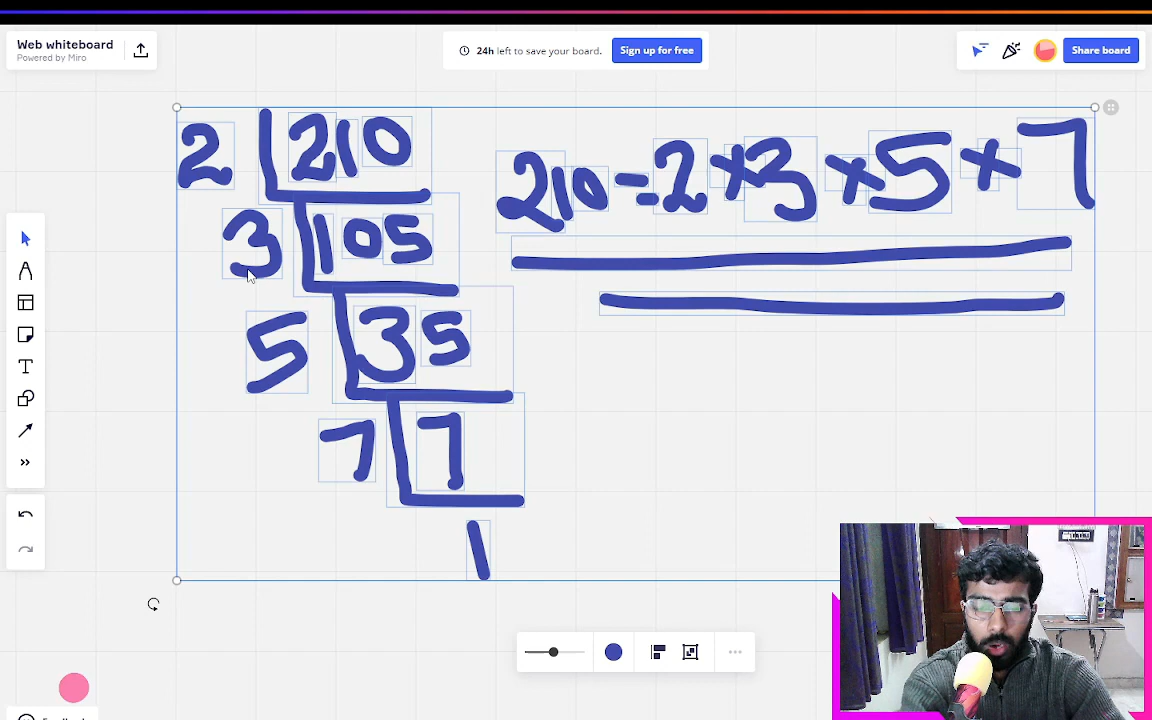 Web whiteboard
Powered by Miro
24h left to save your board.
Sign up for free
Share board
2 210
3 105
5 35
7 7
1
210 = 2 × 3 × 5 × 7